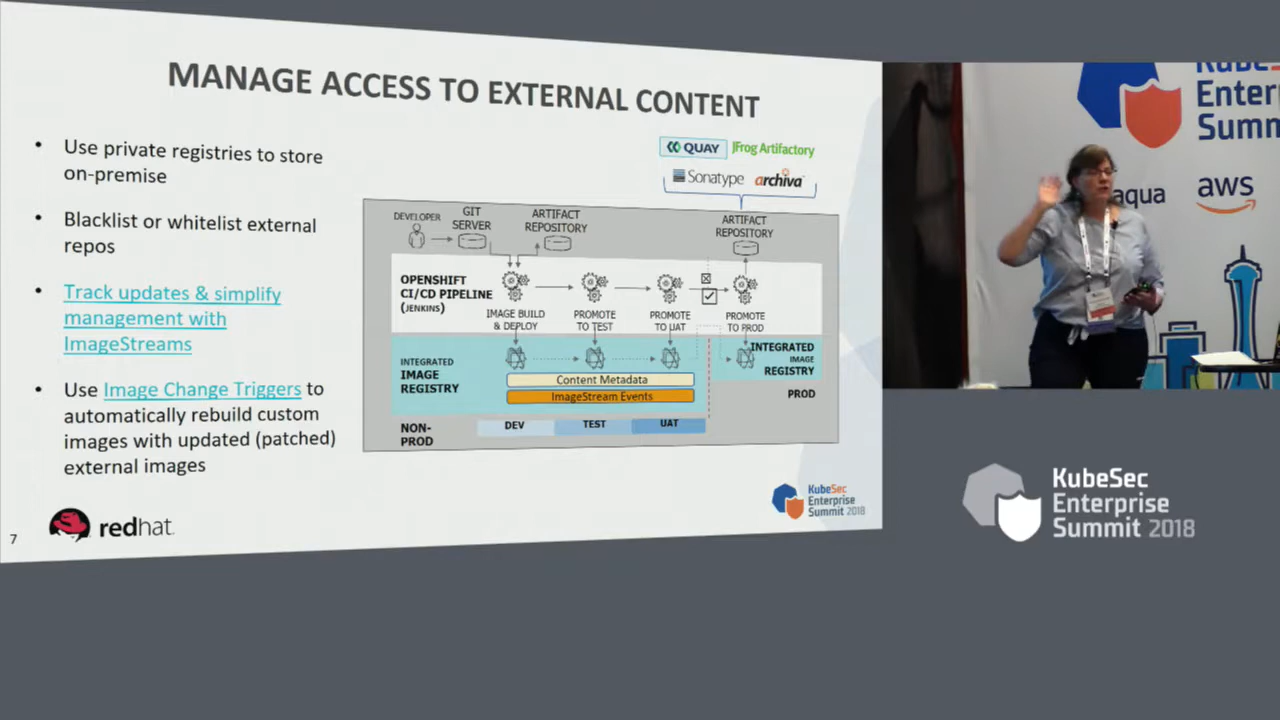 MANAGE ACCESS TO EXTERNAL CONTENT
• Use private registries to store
on-premise
• Blacklist or whitelist external
repos
• Track updates & simplify
management with
ImageStreams
• Use Image Change Triggers to
automatically rebuild custom
images with updated (patched)
external images
QUAY
JFrog Artifactory
Sonatype
archiva
DEVELOPER
GIT
SERVER
ARTIFACT
REPOSITORY
ARTIFACT
REPOSITORY
OPENSHIFT
CI/CD PIPELINE
(JENKINS)
IMAGE BUILD
& DEPLOY
PROMOTE
TO TEST
PROMOTE
TO UAT
PROMOTE
TO PROD
INTEGRATED
IMAGE
REGISTRY
Content Metadata
ImageStream Events
INTEGRATED
IMAGE
REGISTRY
PROD
NON-
PROD
DEV
TEST
UAT
7
redhat.
KubeSec
Enterprise
Summit 2018
aqua
aws
KubeSec
Enterprise
Summit 2018